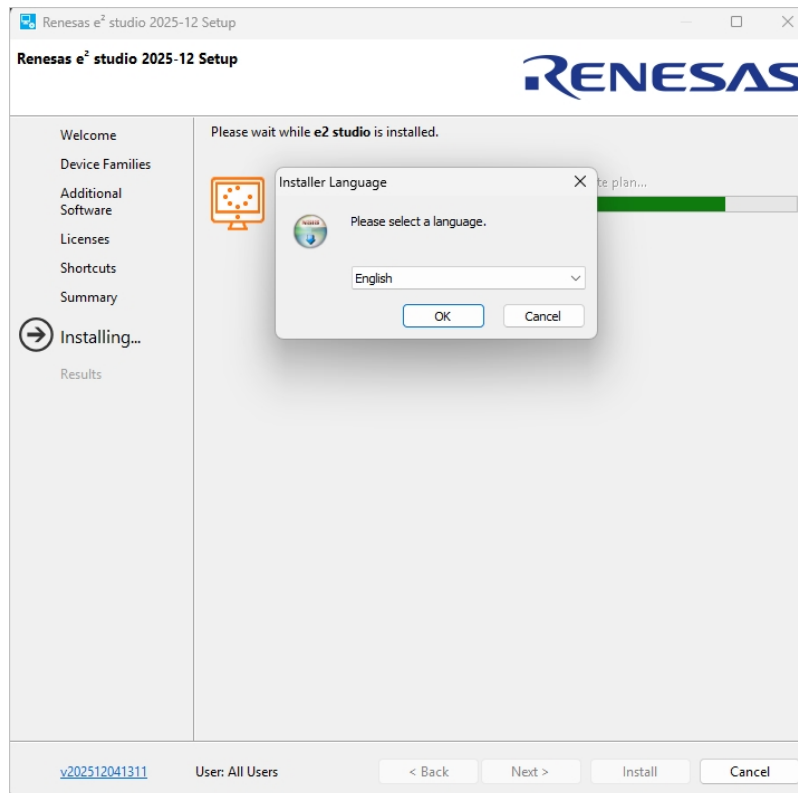 Renesas e² studio 2025-12 Setup
Renesas e² studio 2025-12 Setup
RENESAS
Welcome
Device Families
Additional
Software
Licenses
Shortcuts
Summary
Installing...
Results
Please wait while e2 studio is installed.
te plan...
Installer Language
Please select a language.
English
OK
Cancel
v202512041311
User: All Users
< Back
Next >
Install
Cancel